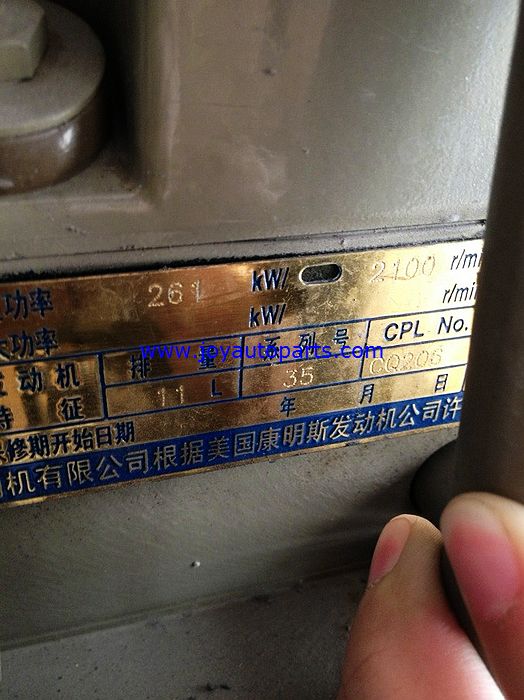 功率 261 kW/ 2100 r/mi
功率 kW/ r/mi
www.joyautoparts.com
动机 排量 系列号 CPL No.
特征 11 L 35 CQ206
修期开始日期 年 月 日
机有限公司根据美国康明斯发动机公司许